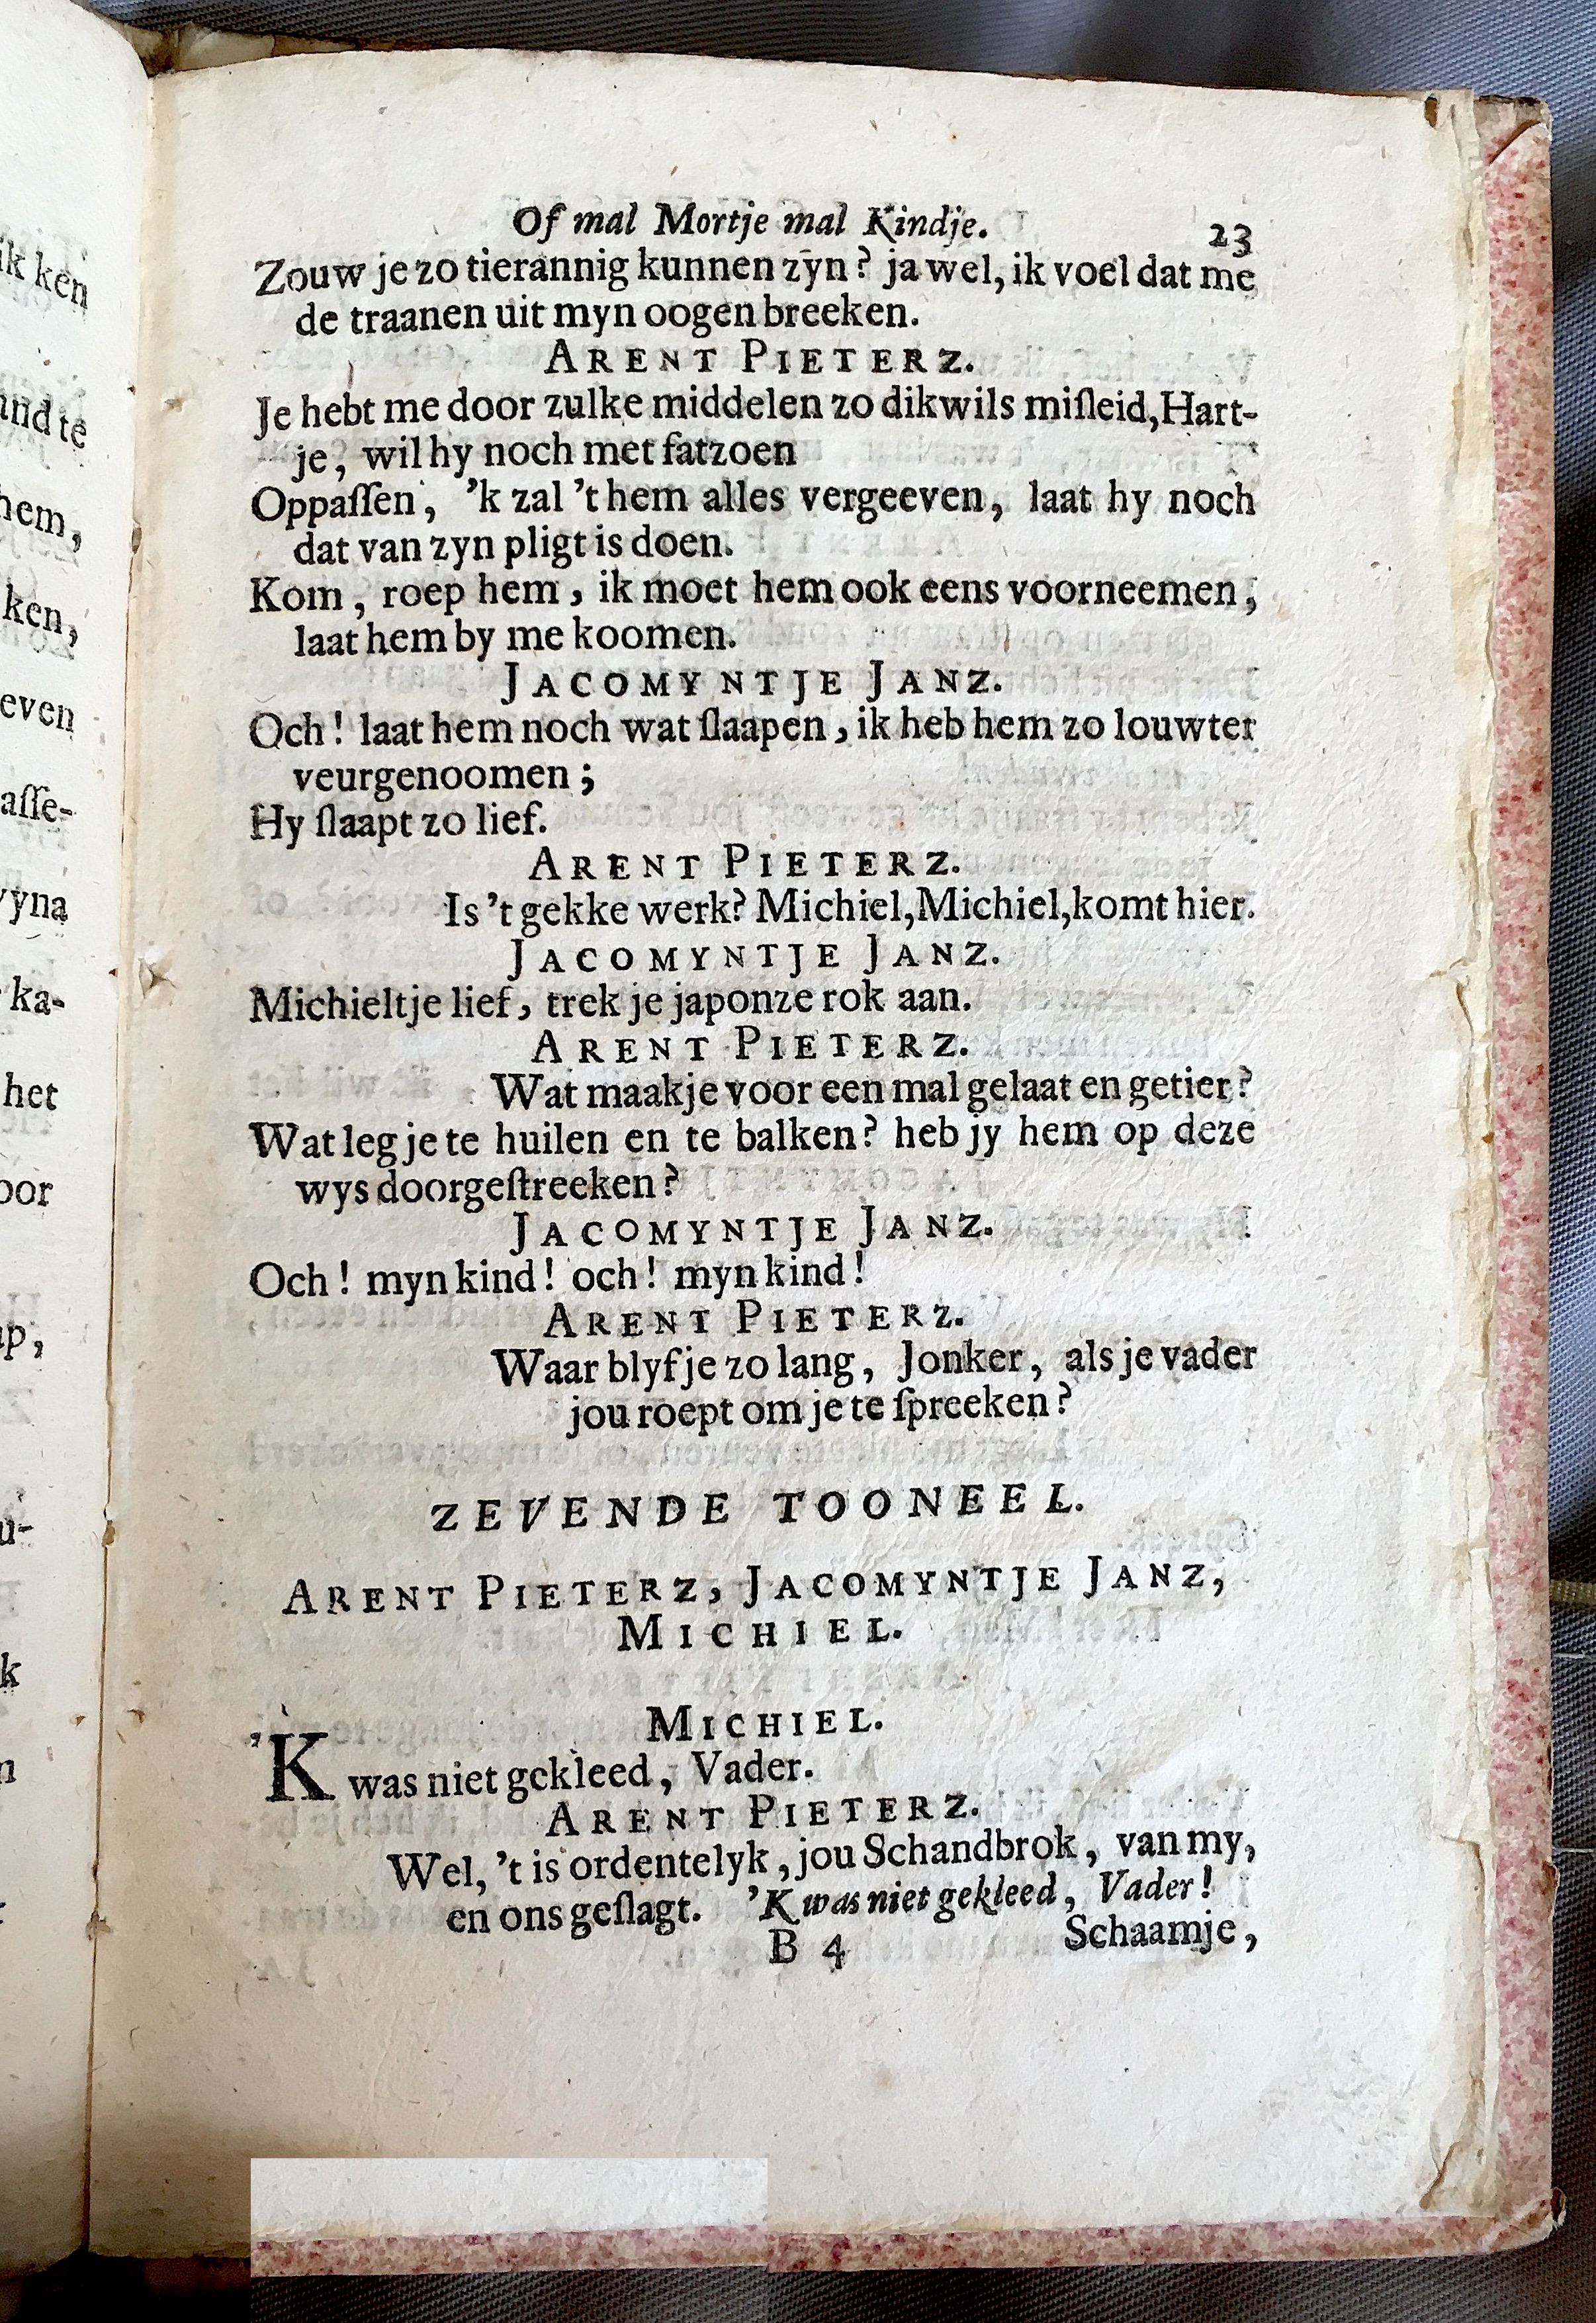 Of mal Mortje mal Kindje. 23
Zouw je zo tierannig kunnen zyn? ja wel, ik voel dat me
de traanen uit myn oogen breeken.
ARENT PIETERZ.
Je hebt me door zulke middelen zo dikwils miſleid, Hart-
je, wil hy noch met fatzoen
Oppaſſen, 'k zal 't hem alles vergeeven, laat hy noch
dat van zyn pligt is doen.
Kom, roep hem, ik moet hem ook eens voorneemen,
laat hem by me koomen.
JACOMYNTJE JANZ.
Och! laat hem noch wat ſlaapen, ik heb hem zo louwter
veurgenoomen;
Hy ſlaapt zo lief.
ARENT PIETERZ.
Is 't gekke werk? Michiel, Michiel, komt hier.
JACOMYNTJE JANZ.
Michieltje lief, trek je japonze rok aan.
ARENT PIETERZ.
Wat maakje voor een mal gelaat en getier?
Wat leg je te huilen en te balken? heb jy hem op deze
wys doorgeſtreeken?
JACOMYNTJE JANZ.
Och! myn kind! och! myn kind!
ARENT PIETERZ.
Waar blyf je zo lang, Jonker, als je vader
jou roept om je te ſpreeken?
ZEVENDE TOONEEL.
ARENT PIETERZ, JACOMYNTJE JANZ,
MICHIEL.
MICHIEL.
'K was niet gekleed, Vader.
ARENT PIETERZ.
Wel, 't is ordentelyk, jou Schandbrok, van my,
en ons geſlagt. 'K was niet gekleed, Vader!
B 4 Schaamje,
ik ken
hem,
ken,
even
aſſe-
ka-
het